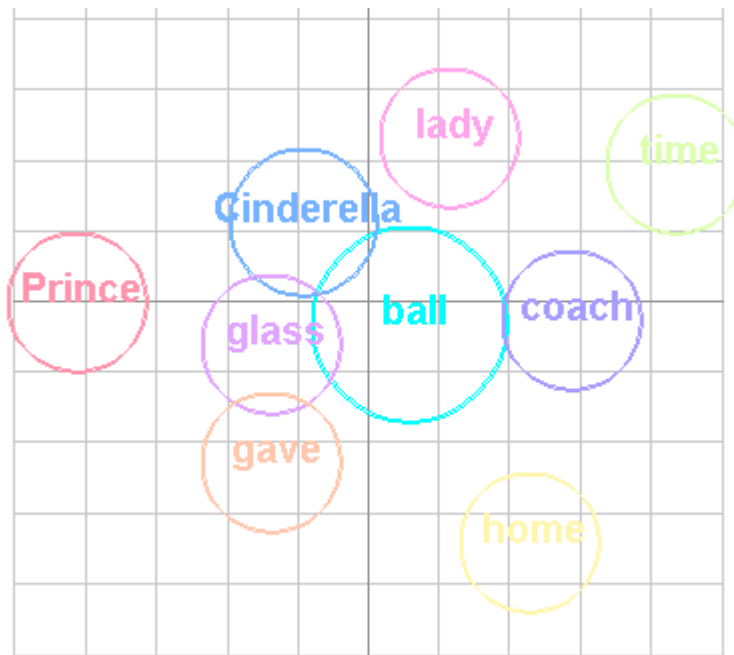 lady
time
Cinderella
Prince
glass
ball
coach
gave
home